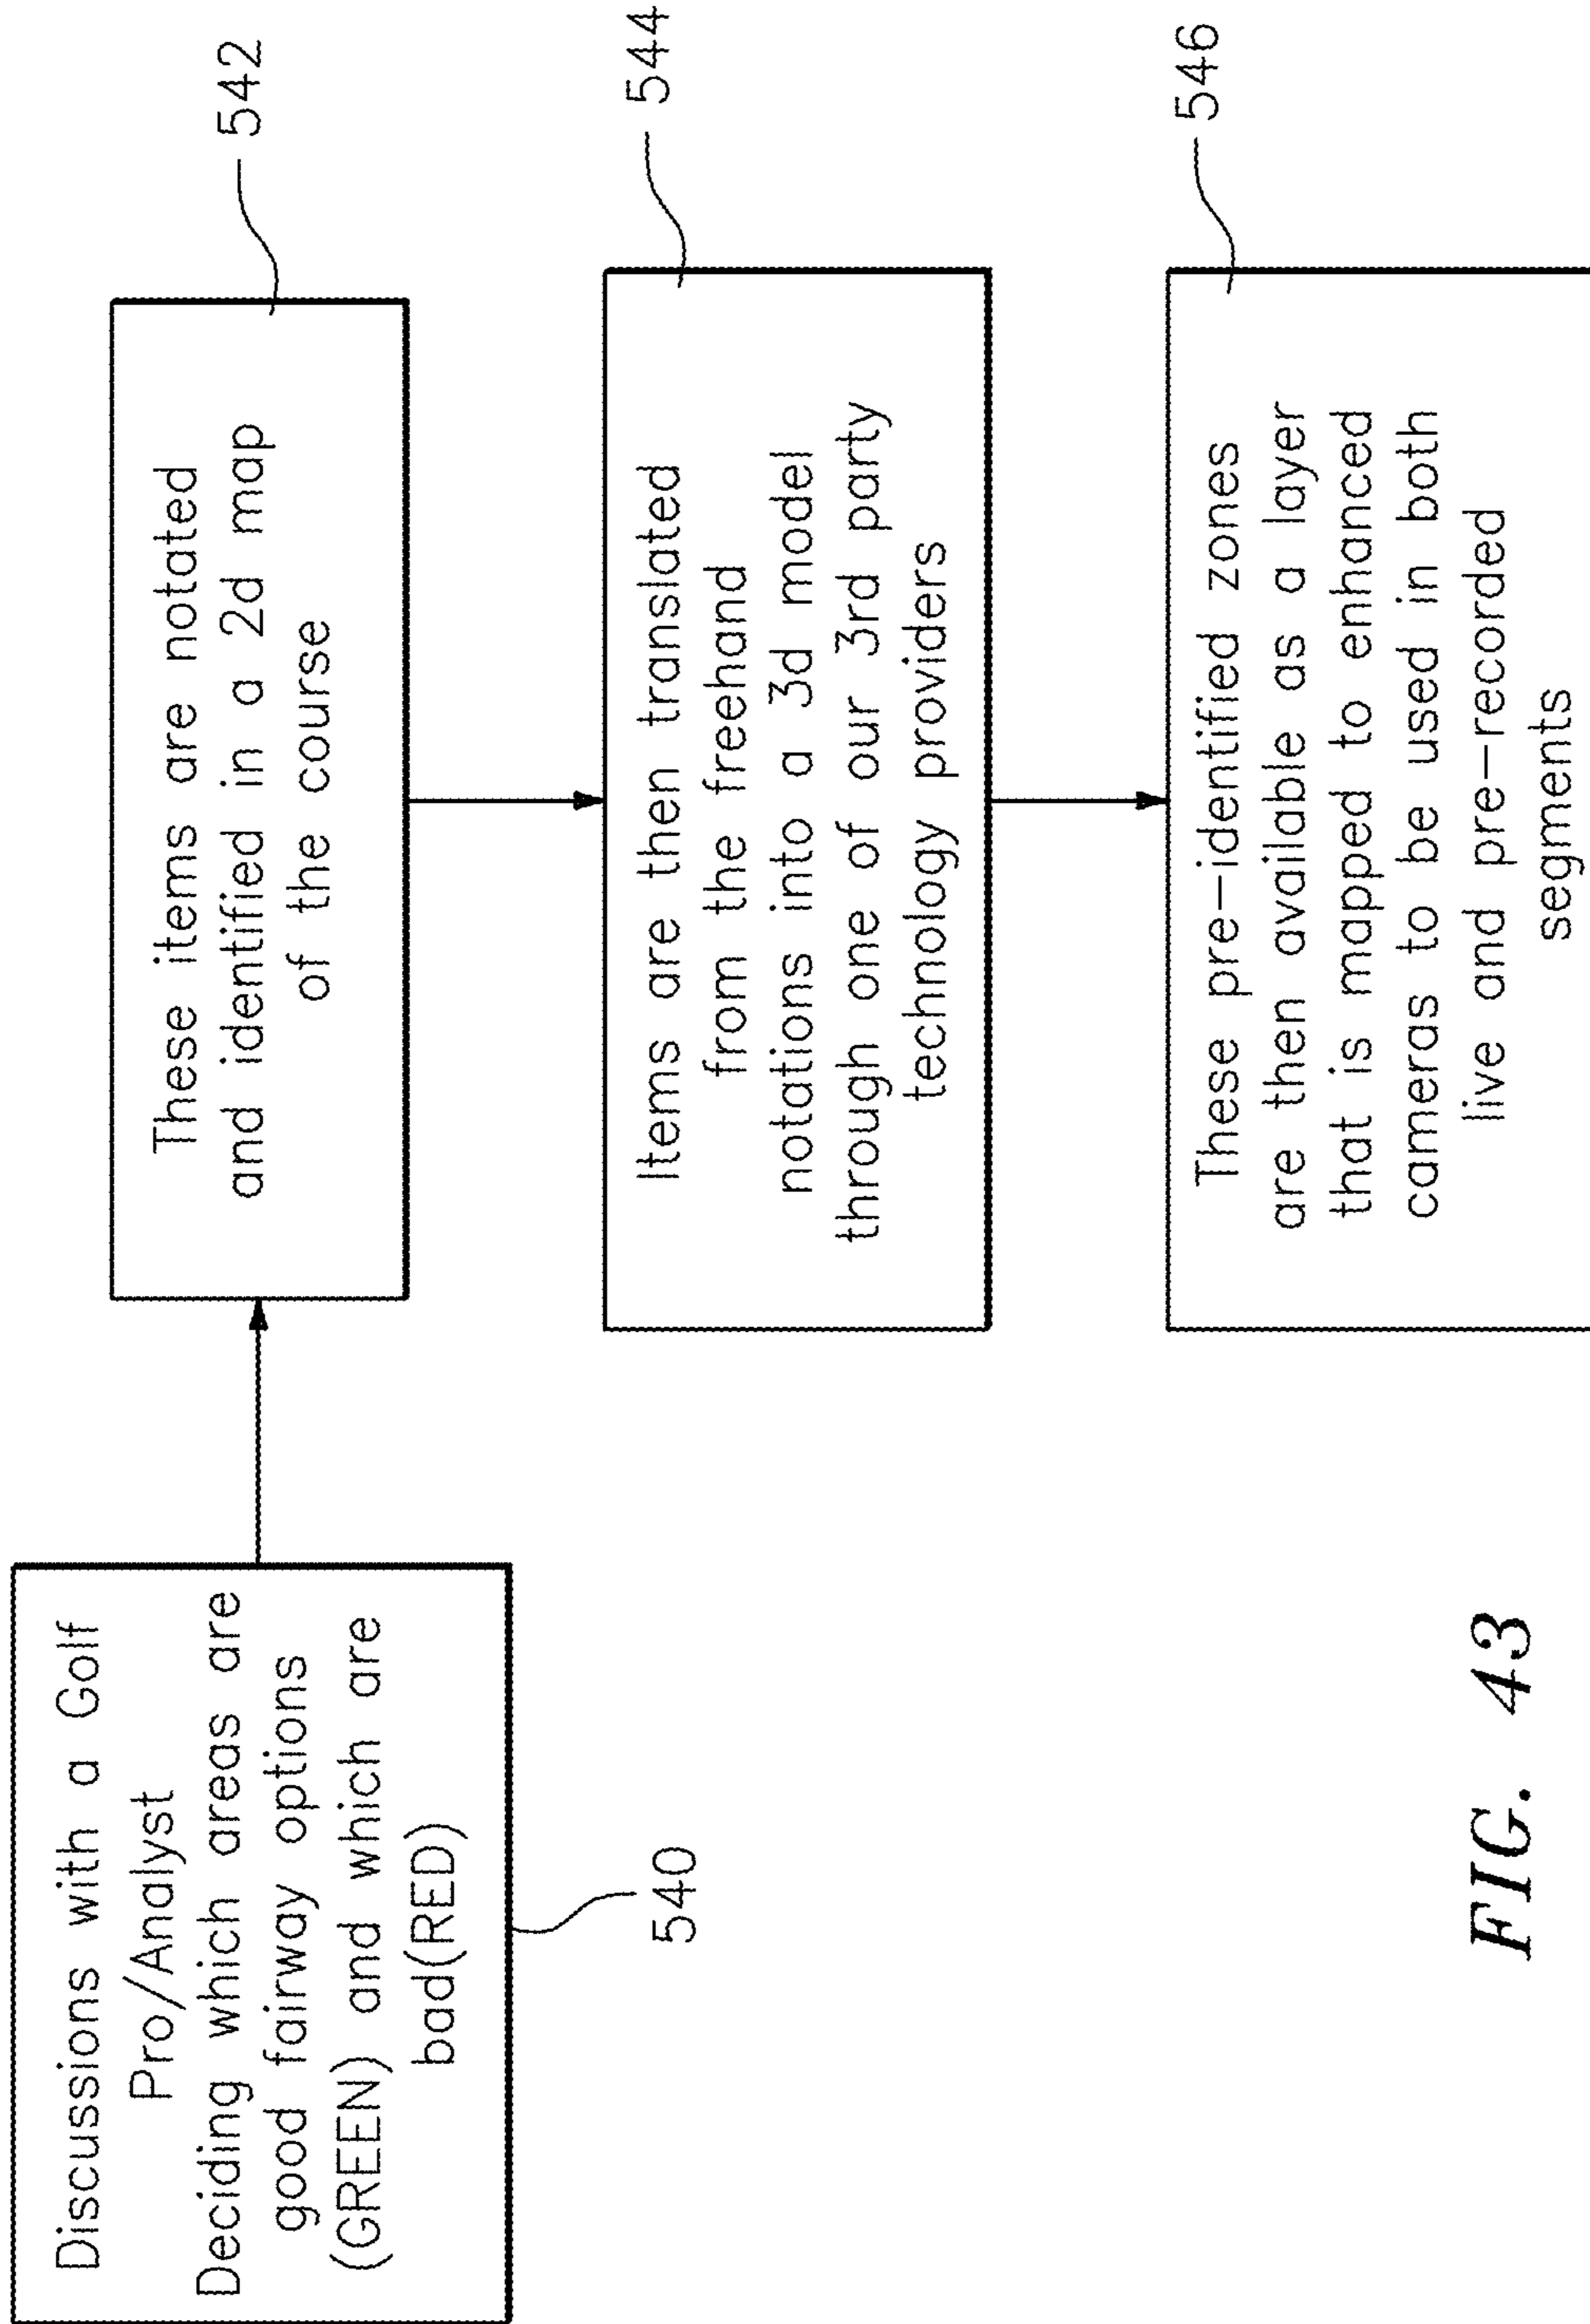 Discussions with a Golf
Pro/Analyst
Deciding which areas are
good fairway options
(GREEN) and which are
bad(RED)
540
These items are notated
and identified in a 2d map
of the course
542
Items are then translated
from the freehand
notations into a 3d model
through one of our 3rd party
technology providers
544
These pre-identified zones
are then available as a layer
that is mapped to enhanced
cameras to be used in both
live and pre-recorded
segments
546
FIG. 43